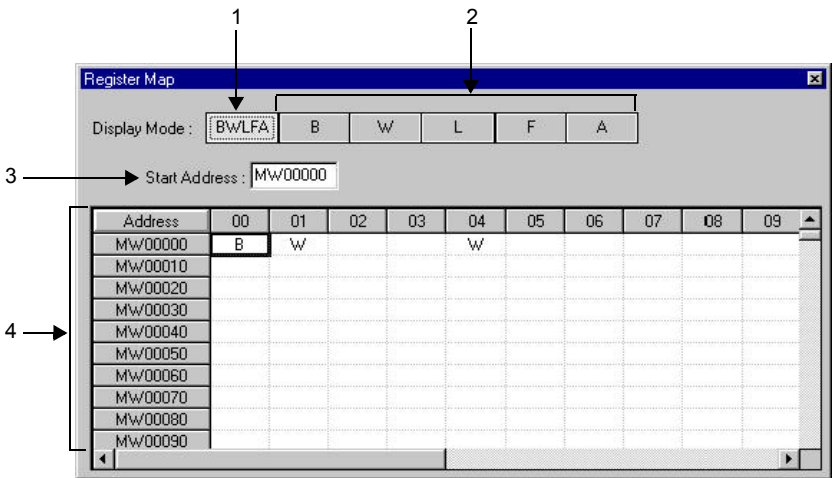 1 2
Register Map
Display Mode : BWLFA B W L F A
3 Start Address : MW00000
Address 00 01 02 03 04 05 06 07 08 09
MW00000 B W W
MW00010
MW00020
MW00030
4 MW00040
MW00050
MW00060
MW00070
MW00080
MW00090